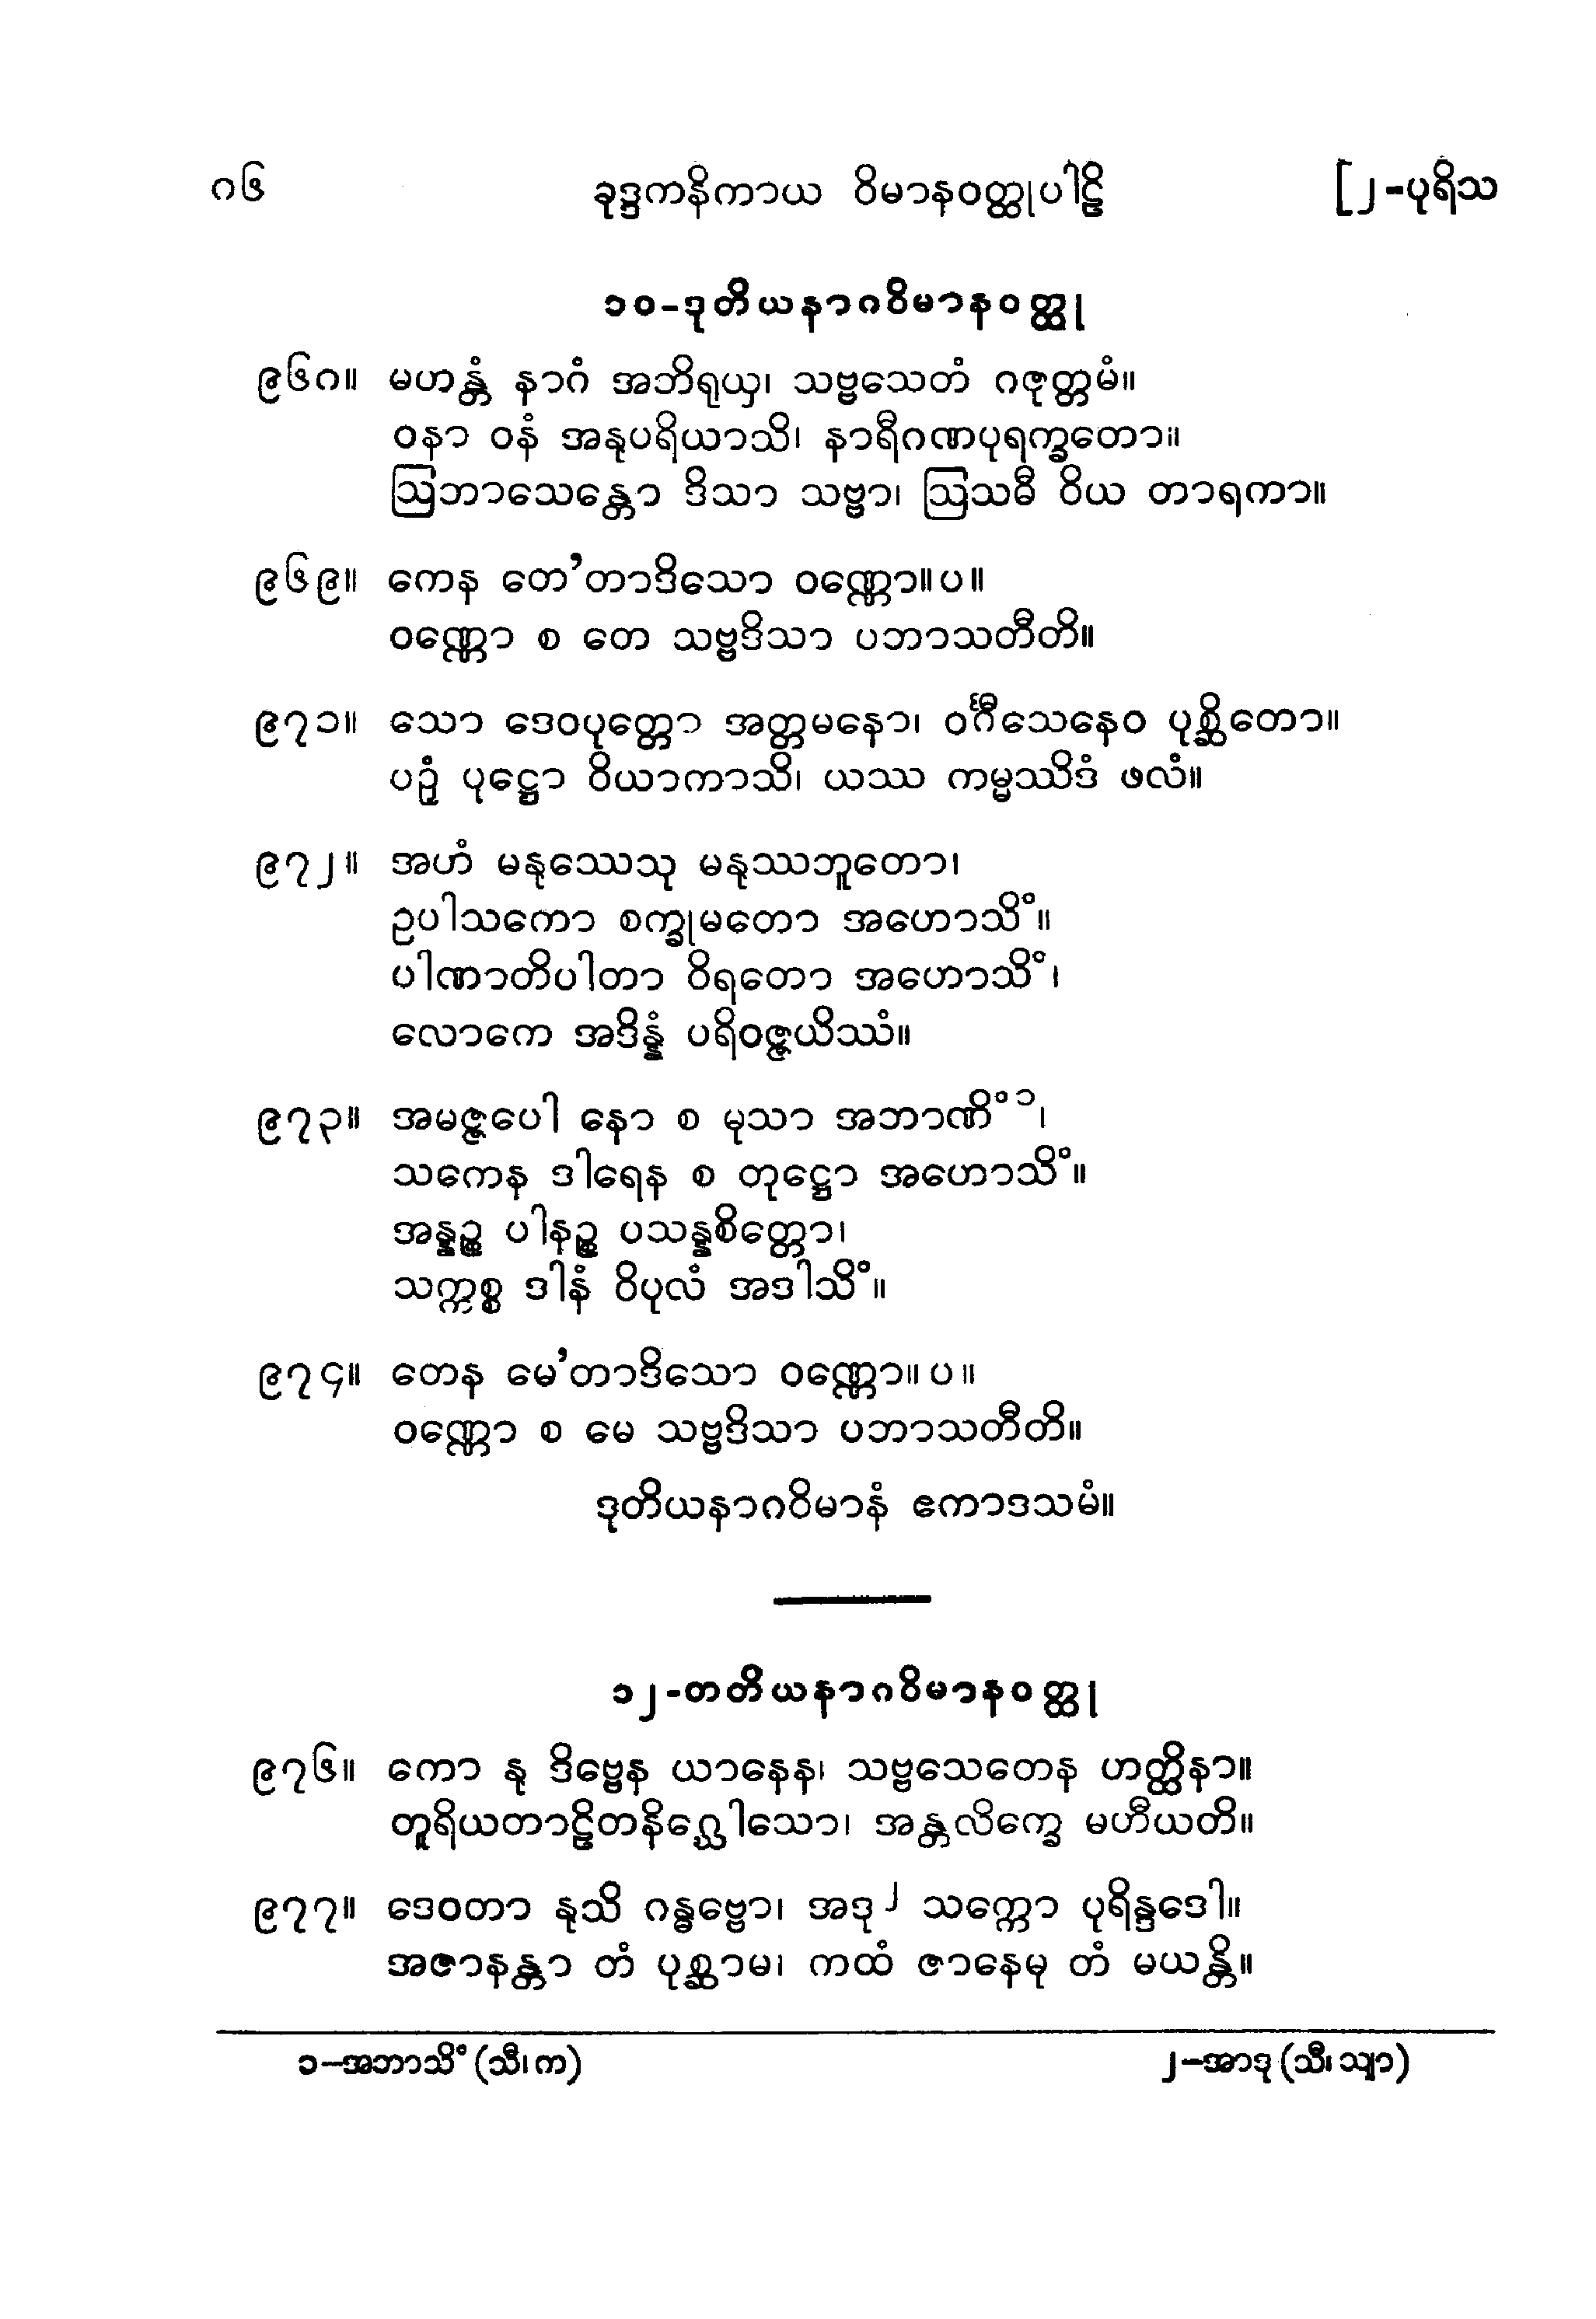 ၈၆ ခုဒ္ဒကနိကာယ ဝိမာနဝတ္ထုပါဠိ [၂-ပုရိသ
၁၀-ဒုတိယနာဂဝိမာနဝတ္ထု
၉၆၈။ မဟန္တံ နာဂံ အဘိရုယှ၊ သဗ္ဗသေတံ ဂဇုတ္တမံ။
ဝနာ ဝနံ အနုပရိယာသိ၊ နာရီဂဏပုရက္ခတော။
ဩဘာသေန္တော ဒိသာ သဗ္ဗာ၊ ဩသဓီ ဝိယ တာရကာ။
၉၆၉။ ကေန တေ’တာဒိသော ဝဏ္ဏော။ပ။
ဝဏ္ဏော စ တေ သဗ္ဗဒိသာ ပဘာသတီတိ။
၉၇၁။ သော ဒေဝပုတ္တော အတ္တမနော၊ ဝင်္ဂီသေနေဝ ပုစ္ဆိတော။
ပဉှံ ပုဋ္ဌော ဝိယာကာသိ၊ ယဿ ကမ္မဿိဒံ ဖလံ။
၉၇၂။ အဟံ မနုဿေသု မနုဿဘူတော၊
ဥပါသကော စက္ခုမတော အဟောသိံ။
ပါဏာတိပါတာ ဝိရတော အဟောသိံ၊
လောကေ အဒိန္နံ ပရိဝဇ္ဇယိဿံ။
၉၇၃။ အမဇ္ဇပေါ နော စ မုသာ အဘာဏိံ ၁၊
သကေန ဒါရေန စ တုဋ္ဌော အဟောသိံ။
အန္နဉ္စ ပါနဉ္စ ပသန္နစိတ္တော၊
သက္ကစ္စ ဒါနံ ဝိပုလံ အဒါသိံ။
၉၇၄။ တေန မေ’တာဒိသော ဝဏ္ဏော။ပ။
ဝဏ္ဏော စ မေ သဗ္ဗဒိသာ ပဘာသတီတိ။
ဒုတိယနာဂဝိမာနံ ဧကာဒသမံ။
၁၂-တတိယနာဂဝိမာနဝတ္ထု
၉၇၆။ ကော နု ဒိဗ္ဗေန ယာနေန၊ သဗ္ဗသေတေန ဟတ္ထိနာ။
တူရိယတာဠိတနိဂ္ဃေါသော၊ အန္တလိက္ခေ မဟီယတိ။
၉၇၇။ ဒေဝတာ နုသိ ဂန္ဓဗ္ဗော၊ အဒု ၂ သက္ကော ပုရိန္ဒဒေါ။
အဇာနန္တာ တံ ပုစ္ဆာမ၊ ကထံ ဇာနေမု တံ မယန္တိ။
၁–အဘာသိံ (သီ၊ က) ၂–အာဒု (သီ၊ သျာ)